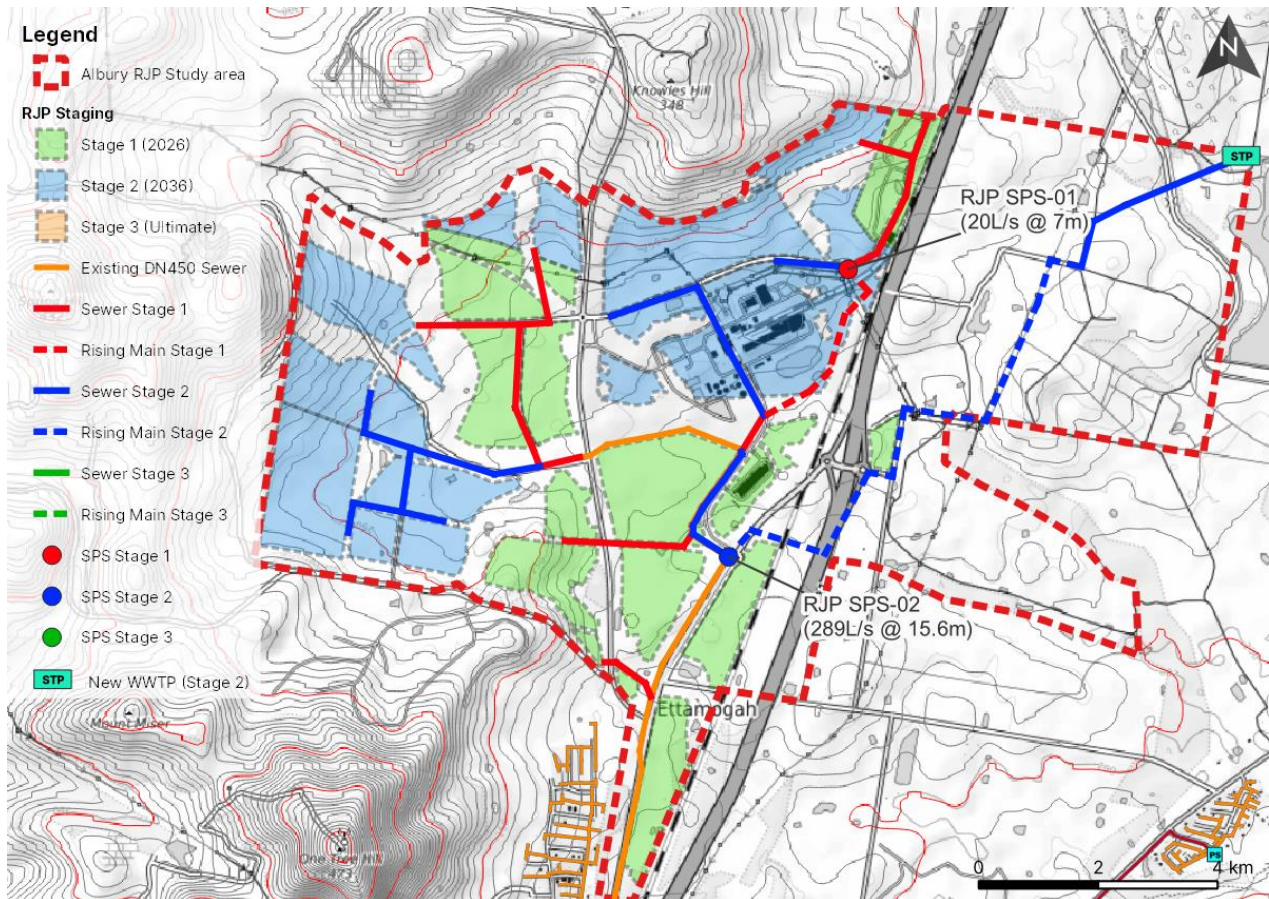 Legend
Albury RJP Study area
RJP Staging
Stage 1 (2026)
Stage 2 (2036)
Stage 3 (Ultimate)
Existing DN450 Sewer
Sewer Stage 1
Rising Main Stage 1
Sewer Stage 2
Rising Main Stage 2
Sewer Stage 3
Rising Main Stage 3
SPS Stage 1
SPS Stage 2
SPS Stage 3
STP New WWTP (Stage 2)
N
Knowles Hill
348
STP
RJP SPS-01
(20L/s @ 7m)
RJP SPS-02
(289L/s @ 15.6m)
Ettamogah
Mount Miser
One Tree Hill
473
PS
0 2 4 km